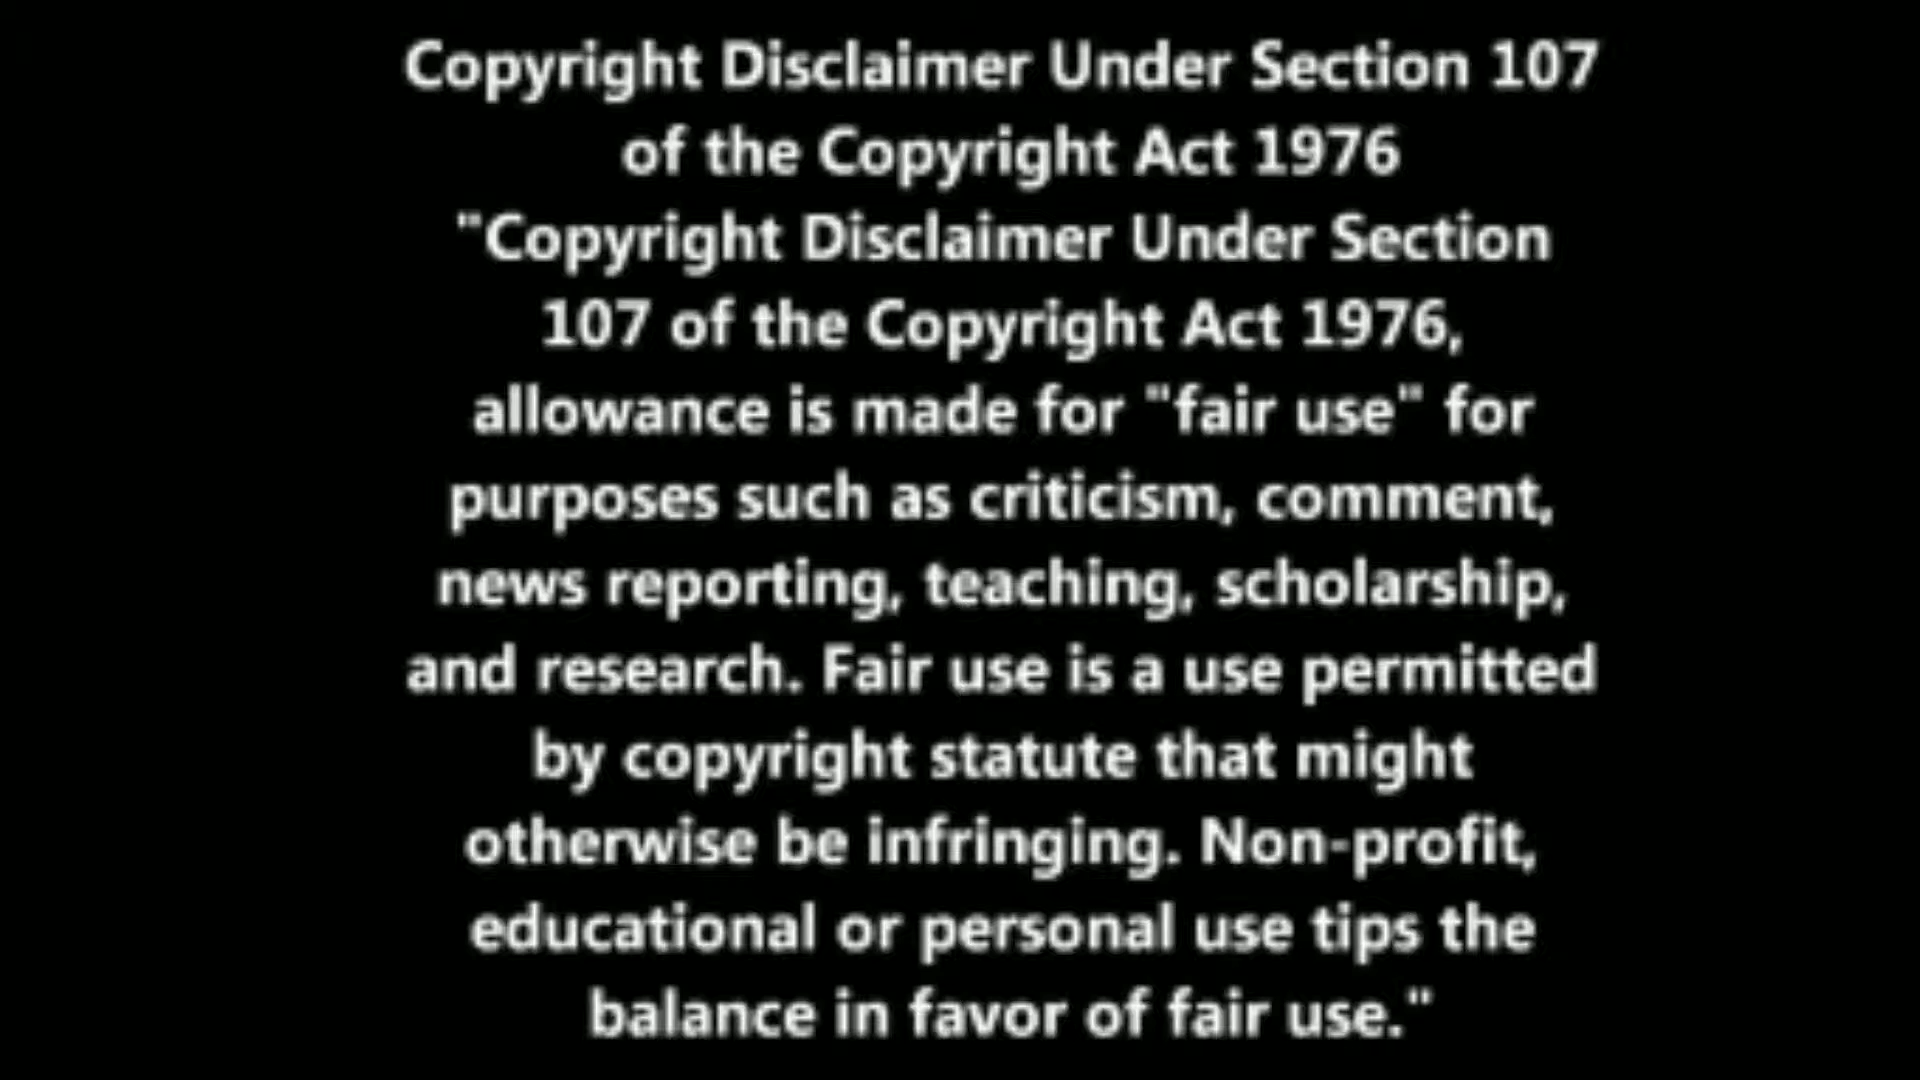 Copyright Disclaimer Under Section 107
of the Copyright Act 1976
"Copyright Disclaimer Under Section
107 of the Copyright Act 1976,
allowance is made for "fair use" for
purposes such as criticism, comment,
news reporting, teaching, scholarship,
and research. Fair use is a use permitted
by copyright statute that might
otherwise be infringing. Non-profit,
educational or personal use tips the
balance in favor of fair use."